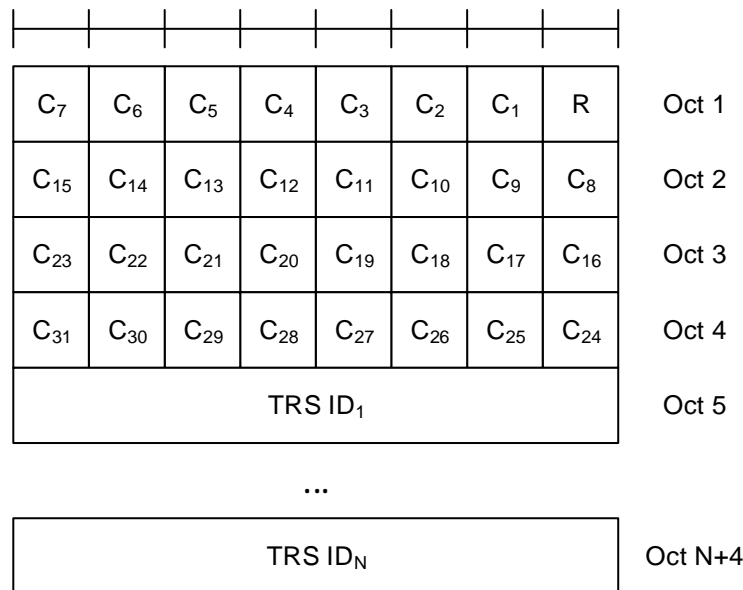 C₇ C₆ C₅ C₄ C₃ C₂ C₁ R Oct 1
C₁₅ C₁₄ C₁₃ C₁₂ C₁₁ C₁₀ C₉ C₈ Oct 2
C₂₃ C₂₂ C₂₁ C₂₀ C₁₉ C₁₈ C₁₇ C₁₆ Oct 3
C₃₁ C₃₀ C₂₉ C₂₈ C₂₇ C₂₆ C₂₅ C₂₄ Oct 4
TRS ID₁ Oct 5
...
TRS ID_N Oct N+4